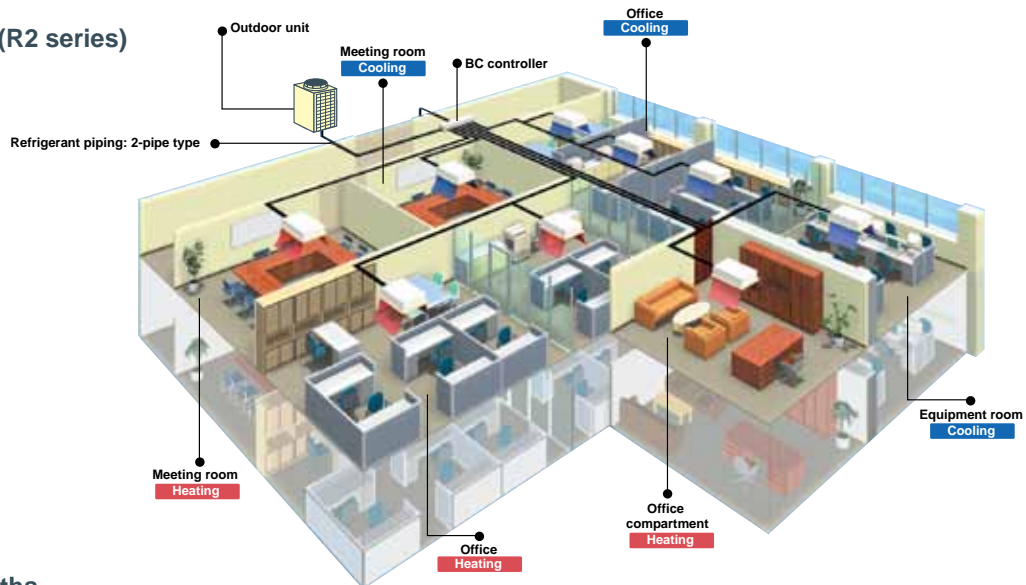 (R2 series)
Outdoor unit
Office
Cooling
Meeting room
Cooling
BC controller
Refrigerant piping: 2-pipe type
Equipment room
Cooling
Meeting room
Heating
Office
compartment
Heating
Office
Heating